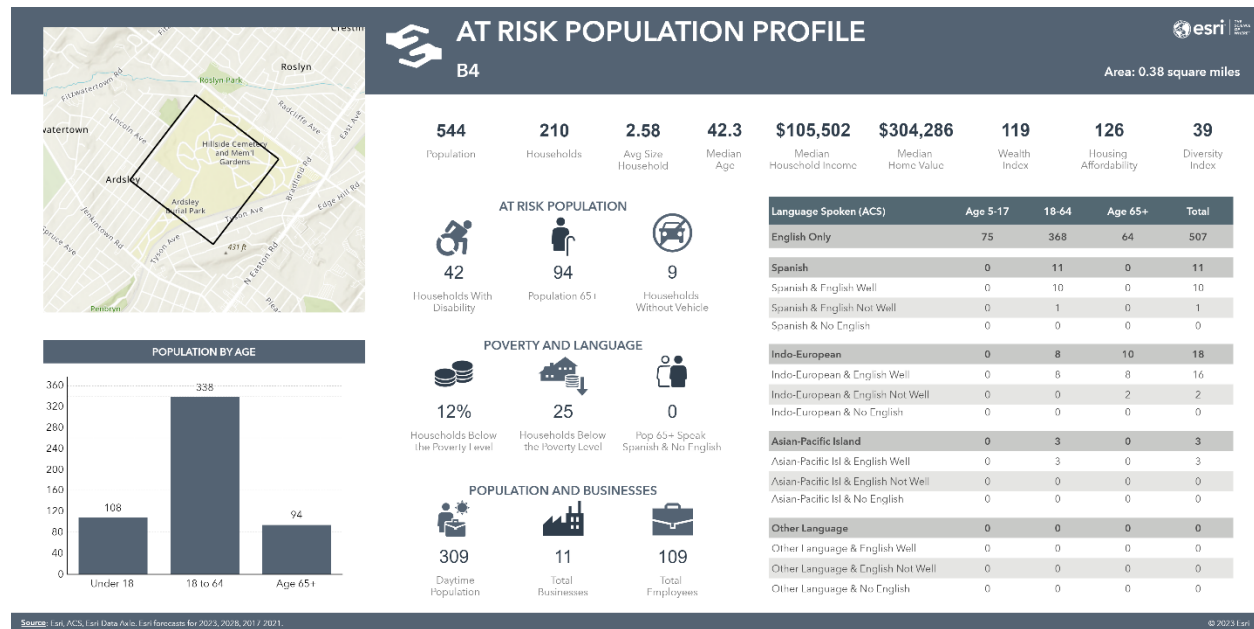 AT RISK POPULATION PROFILE
B4
esri
THE SCIENCE OF WHERE
Area: 0.38 square miles
Roslyn Park
Roslyn
Fitzwatertown Rd
Lincoln Ave
Radcliffe Ave
East Ave
watertown
Hillside Cemetery
and Mem'l
Gardens
Ardsley
Ardsley
Burial Park
Bradfield Rd
Edge Hill Rd
Tyson Ave
Jenkintown Rd
Spruce Ave
Tyson Ave
431 ft
N Easton Rd
Penbryn
544
Population
210
Households
2.58
Avg Size
Household
42.3
Median
Age
$105,502
Median
Household Income
$304,286
Median
Home Value
119
Wealth
Index
126
Housing
Affordability
39
Diversity
Index
AT RISK POPULATION
42
Households With
Disability
94
Population 65+
9
Households
Without Vehicle
POVERTY AND LANGUAGE
12%
Households Below
the Poverty Level
25
Households Below
the Poverty Level
0
Pop 65+ Speak
Spanish & No English
POPULATION AND BUSINESSES
309
Daytime
Population
11
Total
Businesses
109
Total
Employees
POPULATION BY AGE
360
320
280
240
200
160
120
80
40
0
108
338
94
Under 18
18 to 64
Age 65+
Language Spoken (ACS) Age 5-17 18-64 Age 65+ Total
English Only 75 368 64 507
Spanish 0 11 0 11
Spanish & English Well 0 10 0 10
Spanish & English Not Well 0 1 0 1
Spanish & No English 0 0 0 0
Indo-European 0 8 10 18
Indo-European & English Well 0 8 8 16
Indo-European & English Not Well 0 0 2 2
Indo-European & No English 0 0 0 0
Asian-Pacific Island 0 3 0 3
Asian-Pacific Isl & English Well 0 3 0 3
Asian-Pacific Isl & English Not Well 0 0 0 0
Asian-Pacific Isl & No English 0 0 0 0
Other Language 0 0 0 0
Other Language & English Well 0 0 0 0
Other Language & English Not Well 0 0 0 0
Other Language & No English 0 0 0 0
Source: Esri, ACS, Esri Data Axle. Esri forecasts for 2023, 2028, 2017 2021.
© 2023 Esri